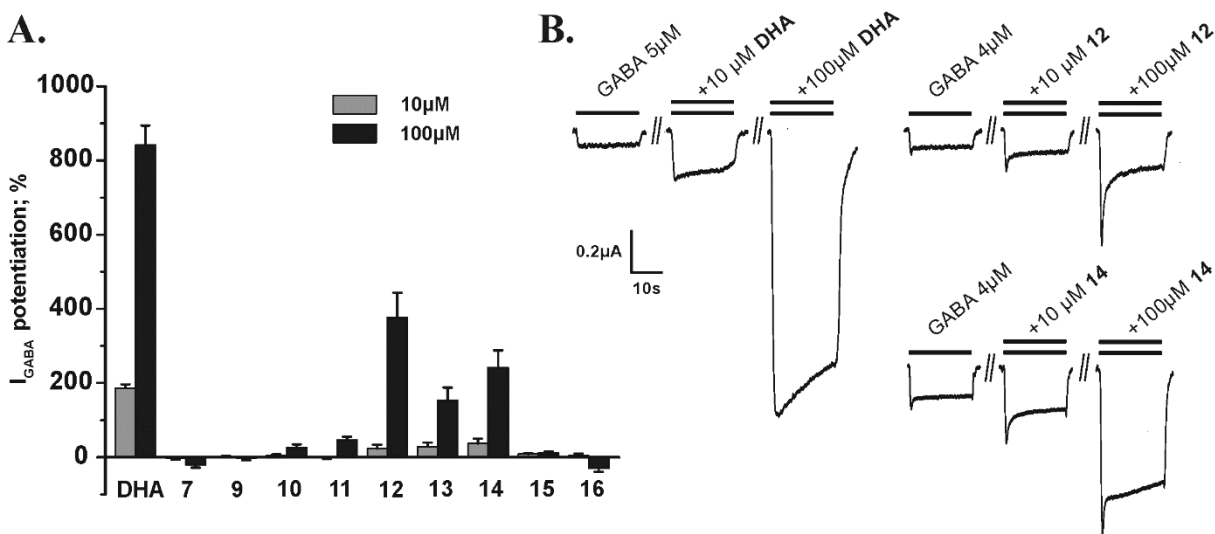 A.
I_GABA potentiation; %
1000
800
600
400
200
0
10µM
100µM
DHA 7 9 10 11 12 13 14 15 16
B.
GABA 5µM
+10 µM DHA
+100µM DHA
GABA 4µM
+10 µM 12
+100µM 12
0.2µA
10s
GABA 4µM
+10 µM 14
+100µM 14